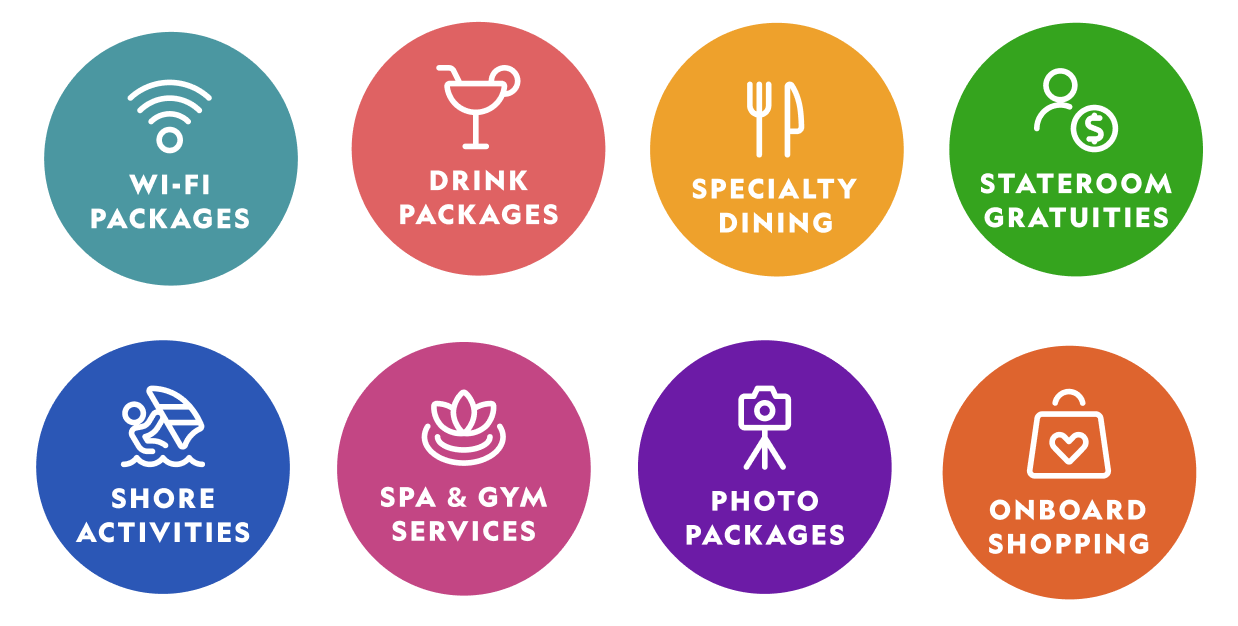 WI-FI
PACKAGES
DRINK
PACKAGES
SPECIALTY
DINING
$
STATEROOM
GRATUITIES
SHORE
ACTIVITIES
SPA & GYM
SERVICES
PHOTO
PACKAGES
ONBOARD
SHOPPING